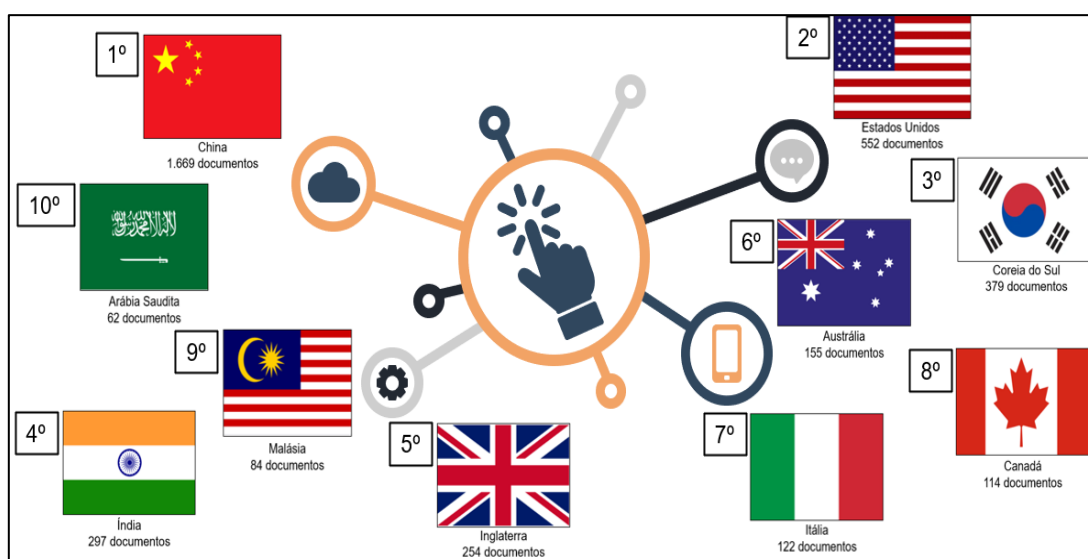 1º
China
1.669 documentos
2º
Estados Unidos
552 documentos
3º
Coreia do Sul
379 documentos
10º
Arábia Saudita
62 documentos
6º
Austrália
155 documentos
9º
Malásia
84 documentos
8º
Canadá
114 documentos
4º
Índia
297 documentos
5º
Inglaterra
254 documentos
7º
Itália
122 documentos